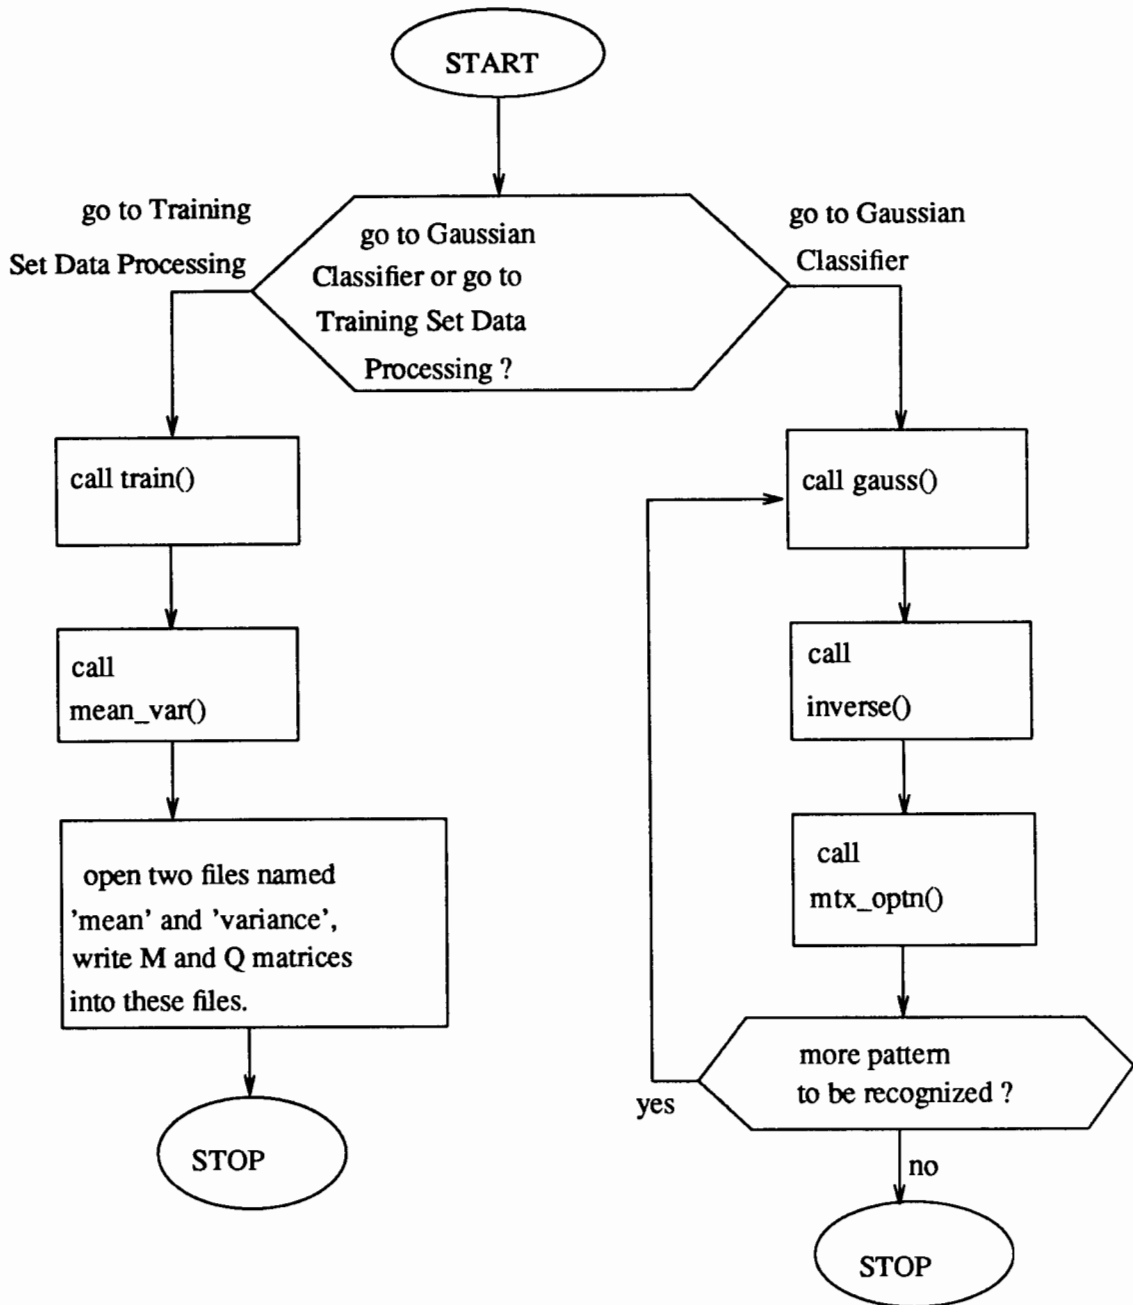 START
go to Training
Set Data Processing
go to Gaussian
Classifier or go to
Training Set Data
Processing ?
go to Gaussian
Classifier
call train()
call
mean_var()
open two files named
'mean' and 'variance',
write M and Q matrices
into these files.
STOP
call gauss()
call
inverse()
call
mtx_optn()
more pattern
to be recognized ?
yes
no
STOP